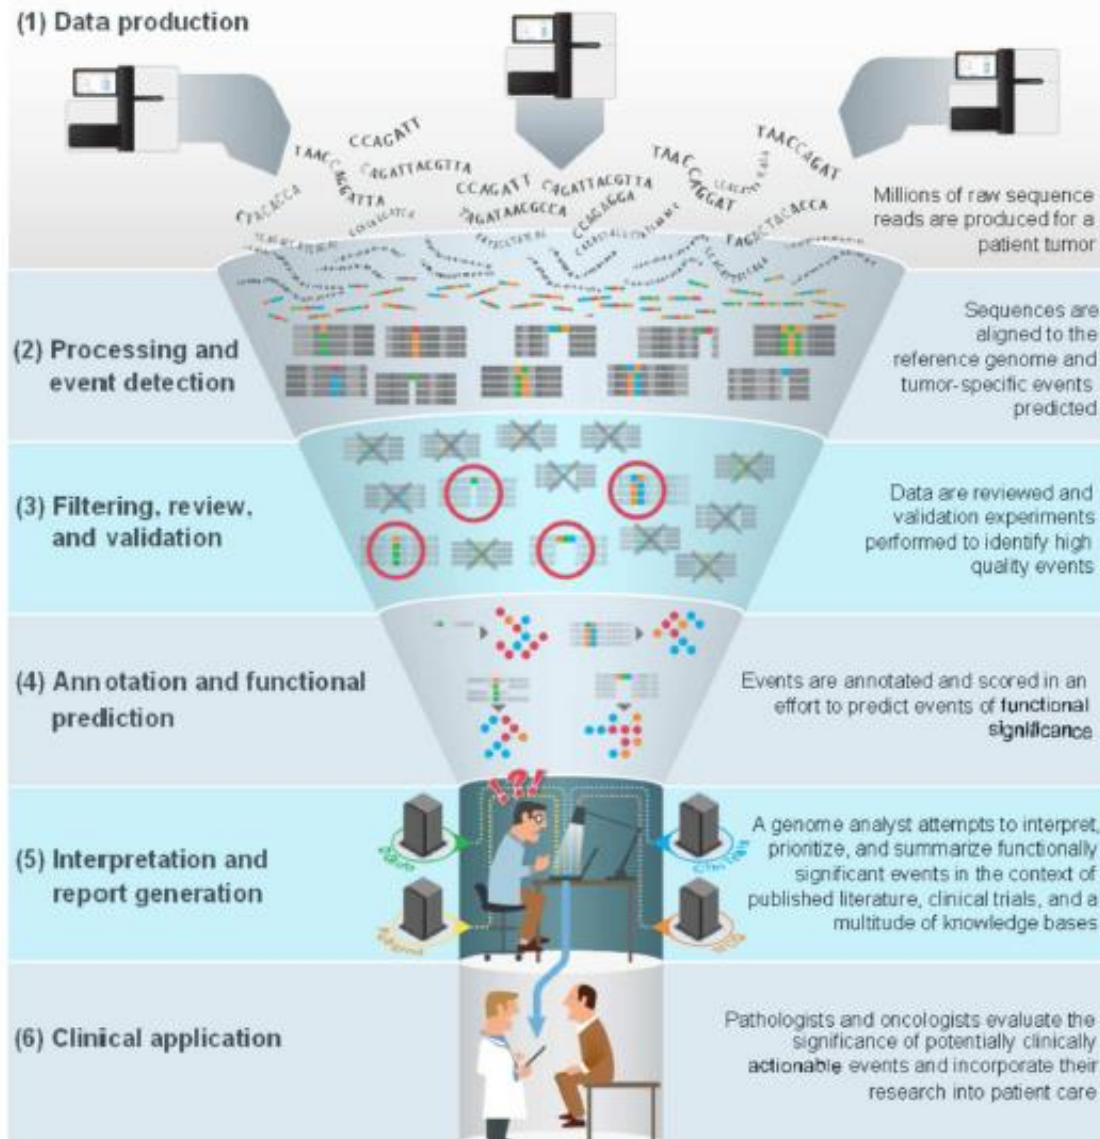 (1) Data production
CCAGATT
TAACCAGGATTA
CAGATTACGTTA
CCAGATT
CAGATTACGTTA
TAGATAACGCCA
CCAGAGGA
TAACCAGGAT
TAACCAGAT
TAGACTACACCA
Millions of raw sequence
reads are produced for a
patient tumor
(2) Processing and
event detection
Sequences are
aligned to the
reference genome and
tumor-specific events
predicted
(3) Filtering, review,
and validation
Data are reviewed and
validation experiments
performed to identify high
quality events
(4) Annotation and functional
prediction
Events are annotated and scored in an
effort to predict events of functional
significance
!?!
(5) Interpretation and
report generation
A genome analyst attempts to interpret,
prioritize, and summarize functionally
significant events in the context of
published literature, clinical trials, and a
multitude of knowledge bases
(6) Clinical application
Pathologists and oncologists evaluate the
significance of potentially clinically
actionable events and incorporate their
research into patient care